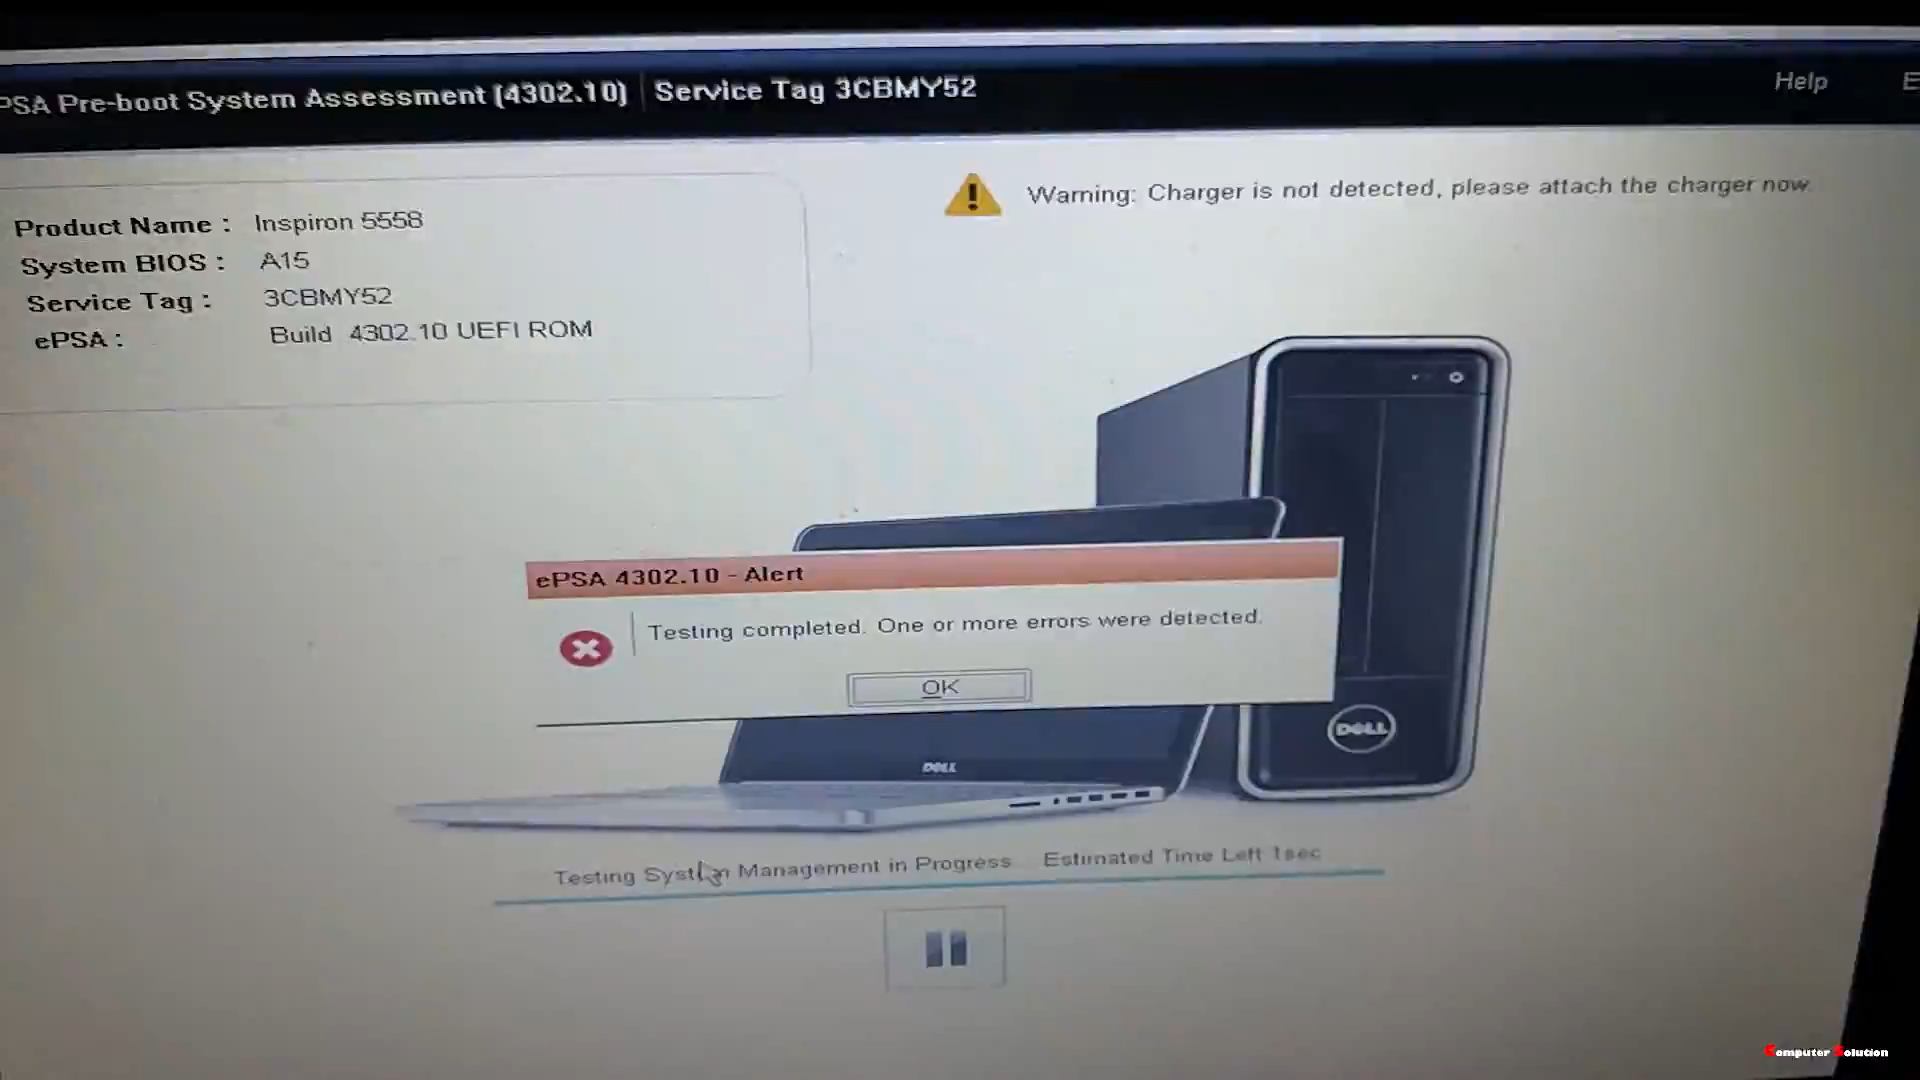 PSA Pre-boot System Assessment (4302.10) Service Tag 3CBMY52
Help
Warning: Charger is not detected, please attach the charger now.
Product Name : Inspiron 5558
System BIOS : A15
Service Tag : 3CBMY52
ePSA : Build 4302.10 UEFI ROM
ePSA 4302.10 - Alert
Testing completed. One or more errors were detected.
OK
DELL
DELL
Testing System Management in Progress Estimated Time Left 1sec
Computer Solution